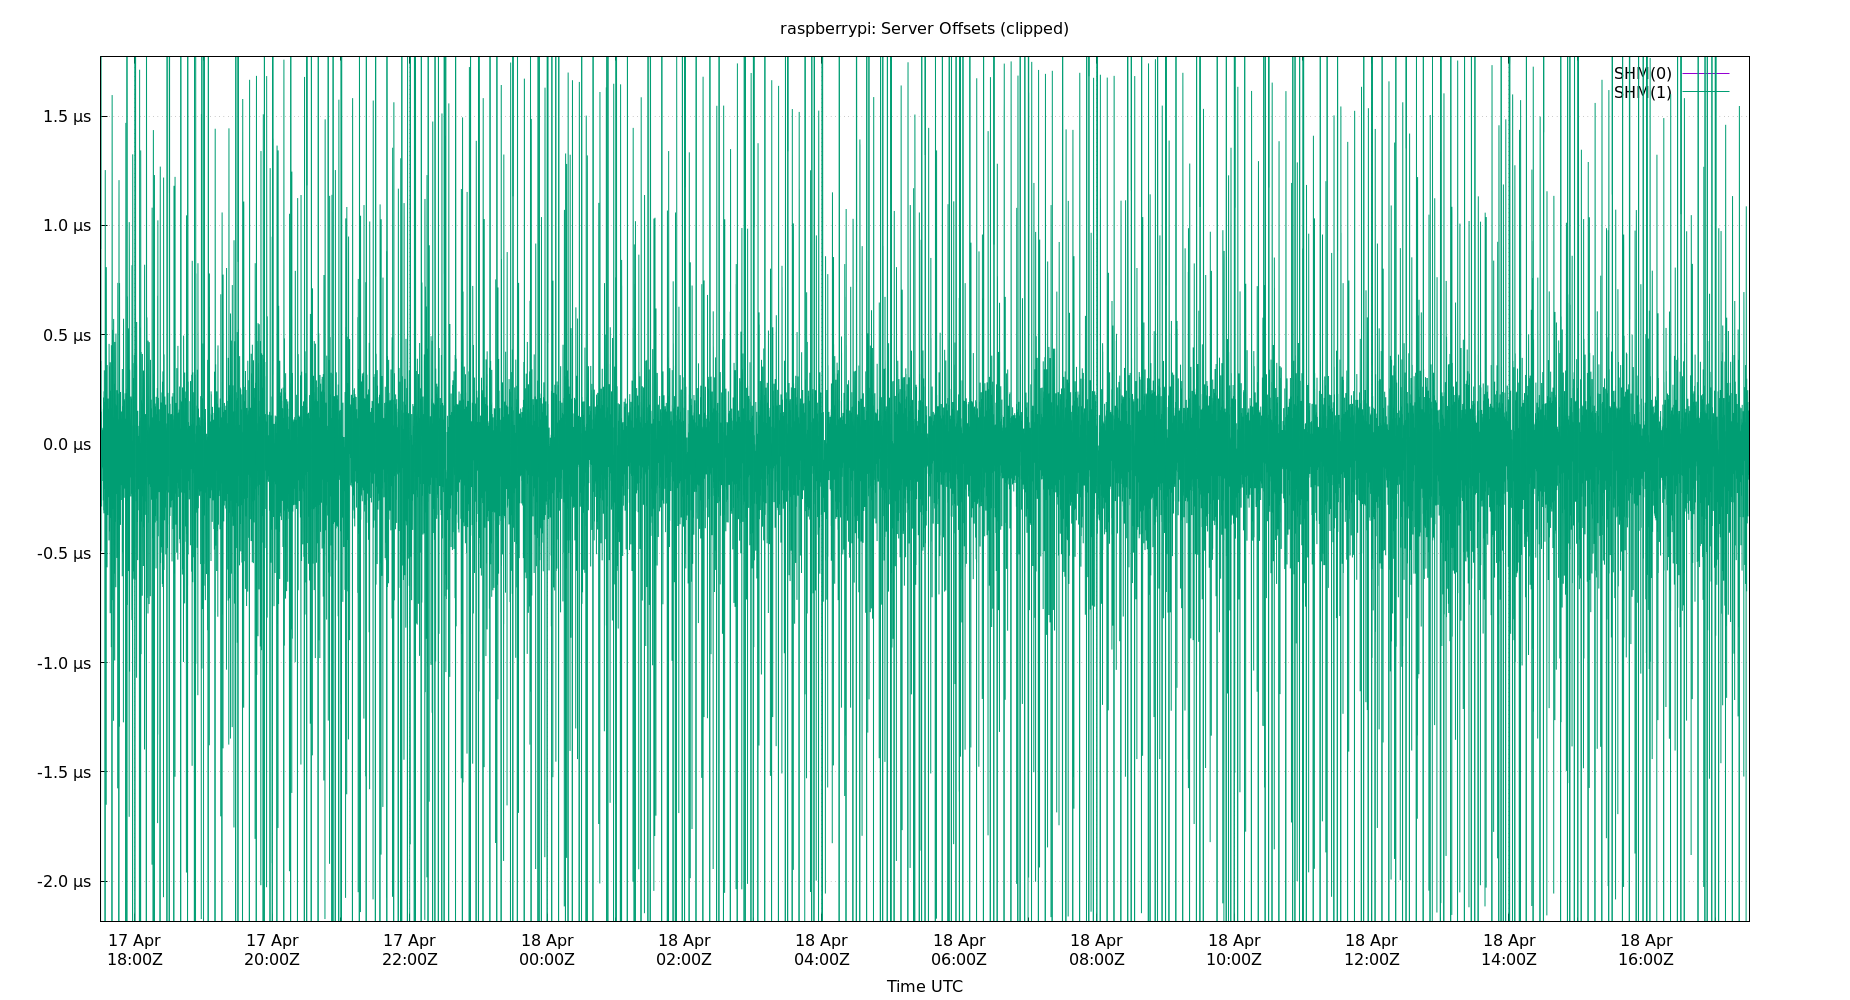 raspberrypi: Server Offsets (clipped)
SHM(0)
SHM(1)
1.5 µs
1.0 µs
0.5 µs
0.0 µs
-0.5 µs
-1.0 µs
-1.5 µs
-2.0 µs
17 Apr 17 Apr 17 Apr 18 Apr 18 Apr 18 Apr 18 Apr 18 Apr 18 Apr 18 Apr 18 Apr 18 Apr
18:00Z 20:00Z 22:00Z 00:00Z 02:00Z 04:00Z 06:00Z 08:00Z 10:00Z 12:00Z 14:00Z 16:00Z
Time UTC